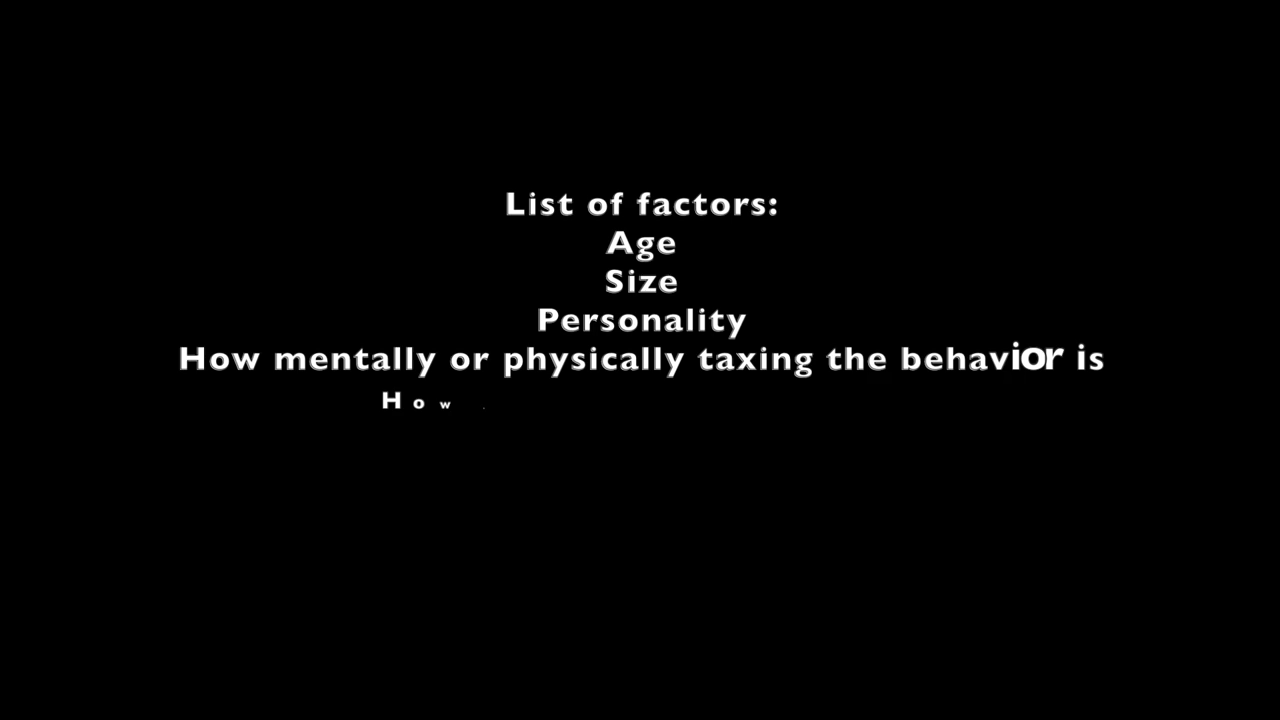 List of factors:
Age
Size
Personality
How mentally or physically taxing the behavior is
How